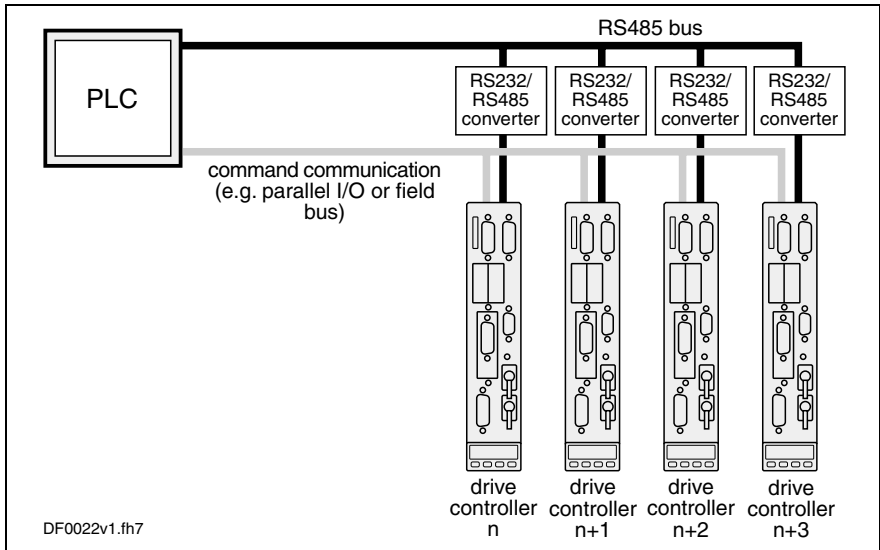 RS485 bus
PLC
RS232/
RS485
converter
RS232/
RS485
converter
RS232/
RS485
converter
RS232/
RS485
converter
command communication
(e.g. parallel I/O or field
bus)
drive
controller
n
drive
controller
n+1
drive
controller
n+2
drive
controller
n+3
DF0022v1.fh7